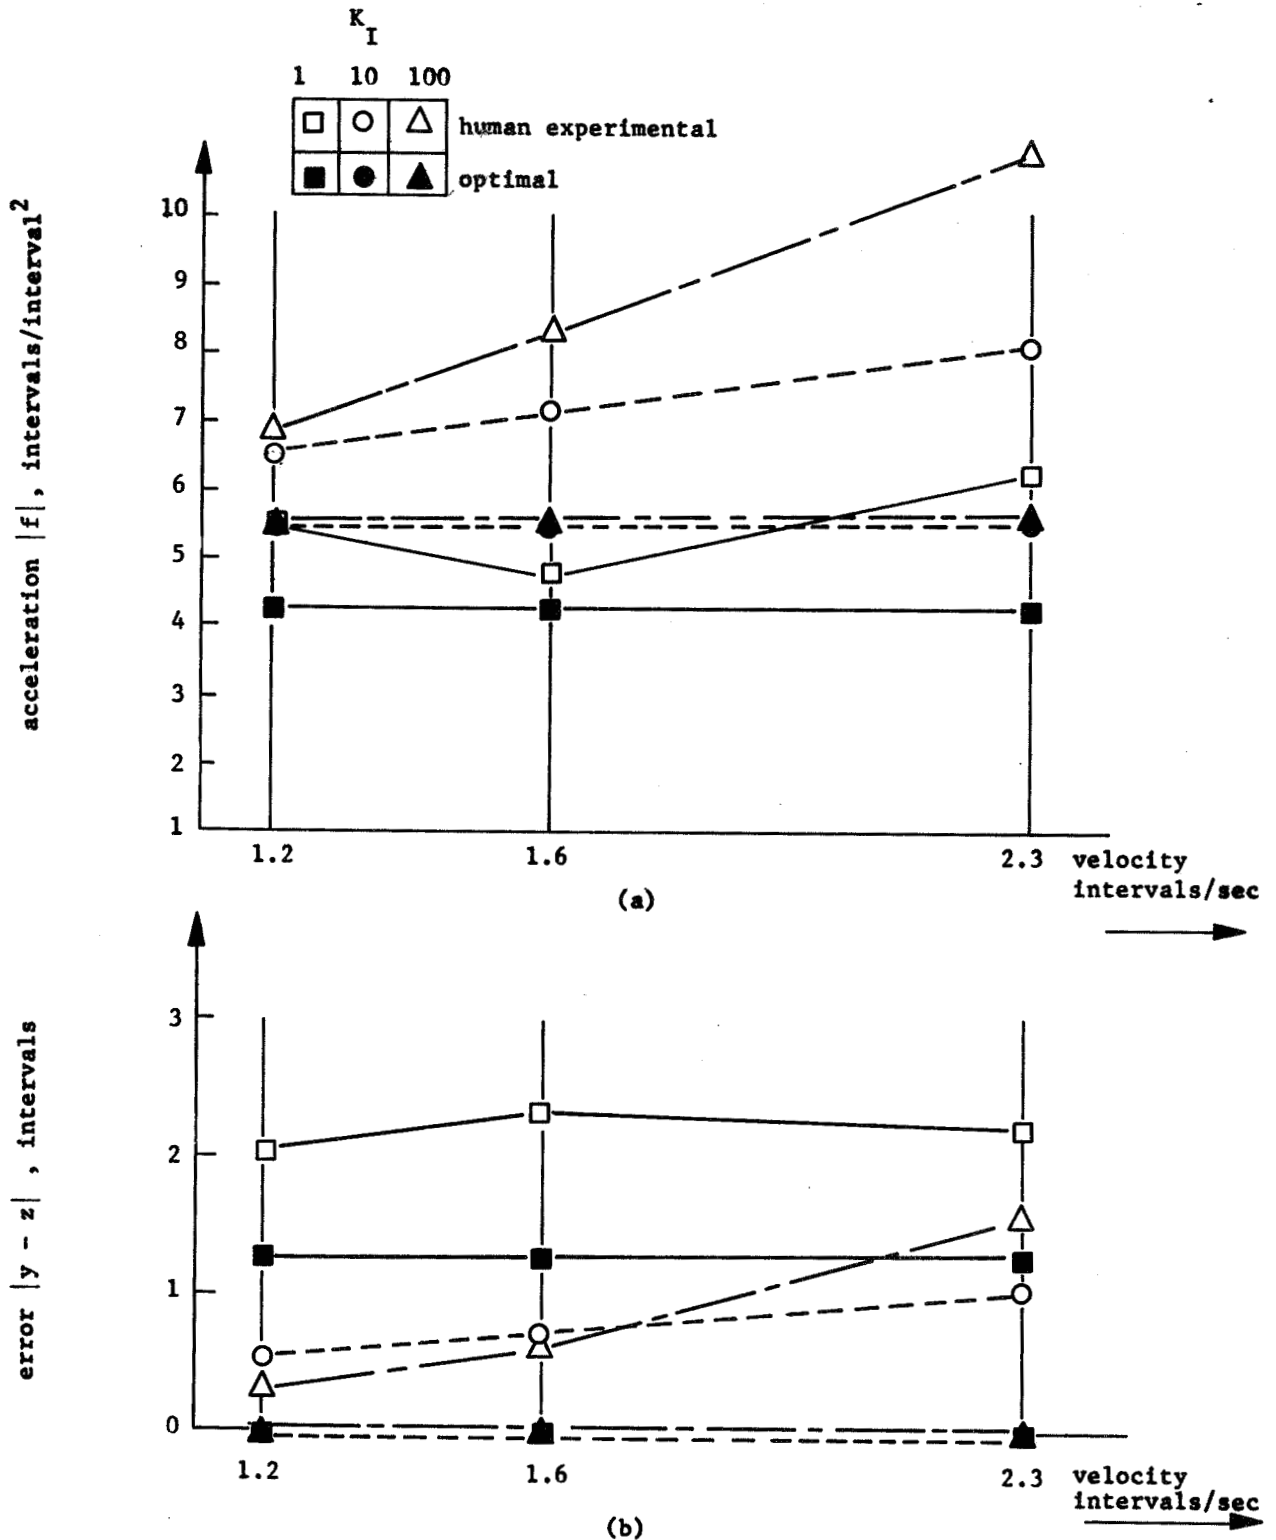 K_I
1 10 100
human experimental
optimal
acceleration |f|, intervals/interval²
10
9
8
7
6
5
4
3
2
1
1.2 1.6 2.3 velocity
intervals/sec
(a)
error |y - z|, intervals
3
2
1
0
1.2 1.6 2.3 velocity
intervals/sec
(b)